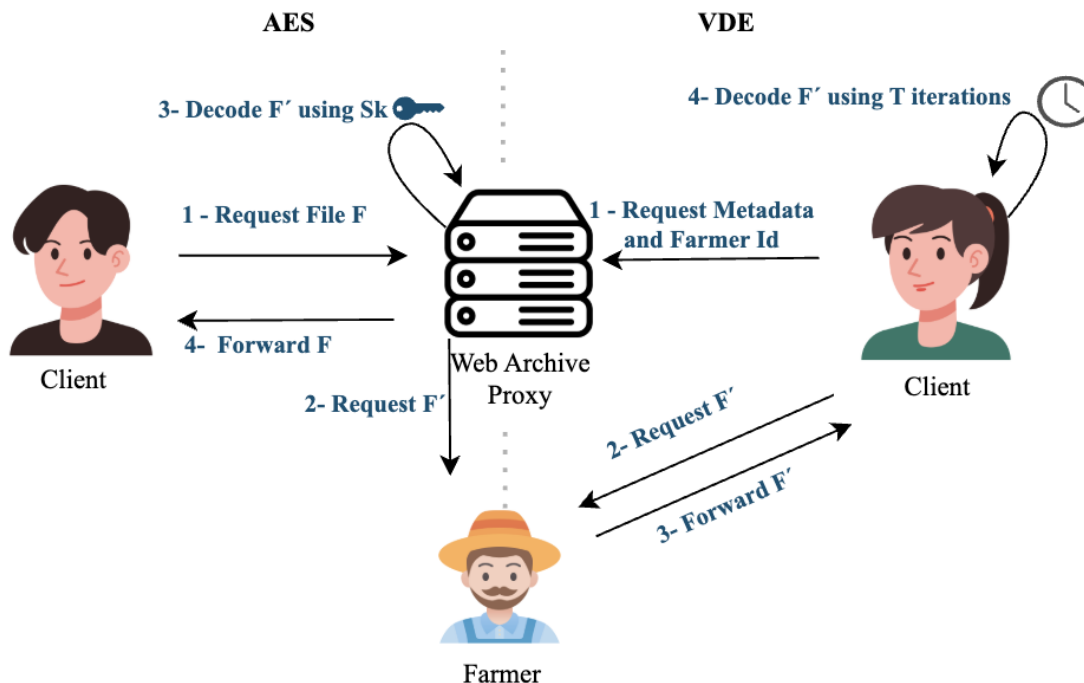 AES
VDE
3- Decode F´ using Sk
4- Decode F´ using T iterations
1 - Request File F
1 - Request Metadata
and Farmer Id
4-  Forward F
Web Archive
Proxy
Client
Client
2- Request F´
2- Request F´
3- Forward F´
Farmer